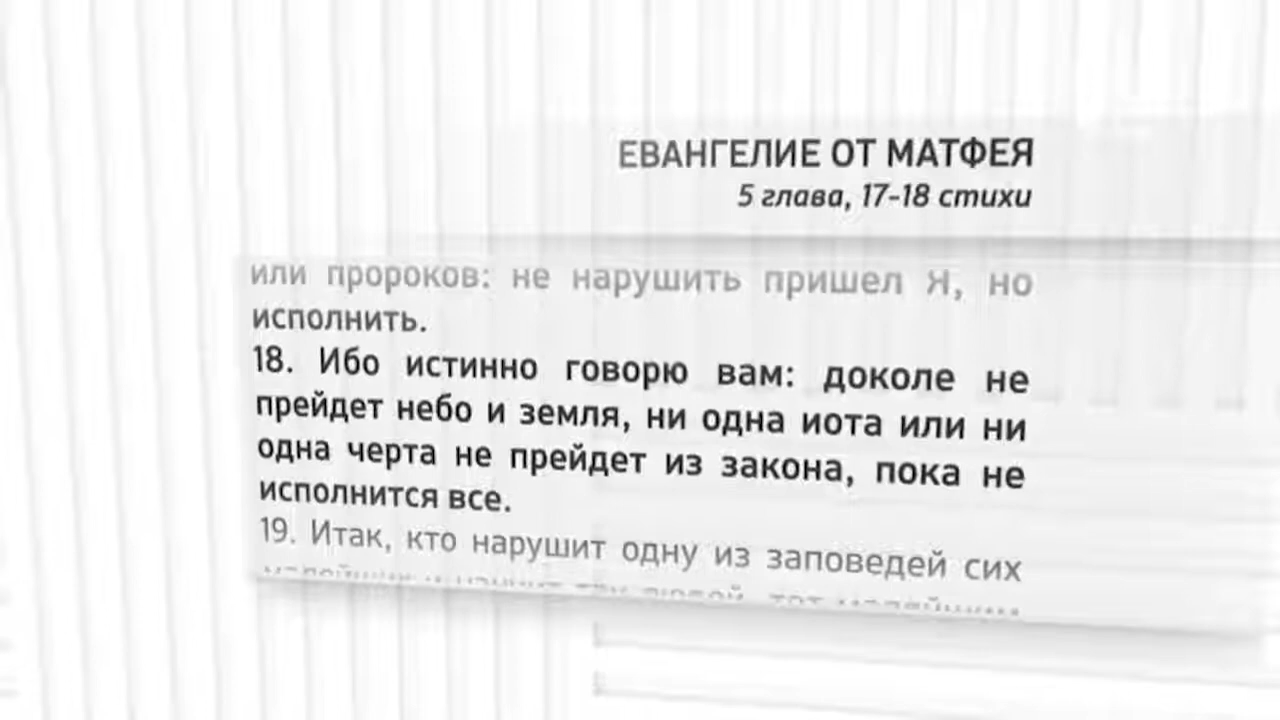 ЕВАНГЕЛИЕ ОТ МАТФЕЯ
5 глава, 17-18 стихи
или пророков: не нарушить пришел Я, но
исполнить.
18. Ибо истинно говорю вам: доколе не
прейдет небо и земля, ни одна иота или ни
одна черта не прейдет из закона, пока не
исполнится все.
19. Итак, кто нарушит одну из заповедей сих